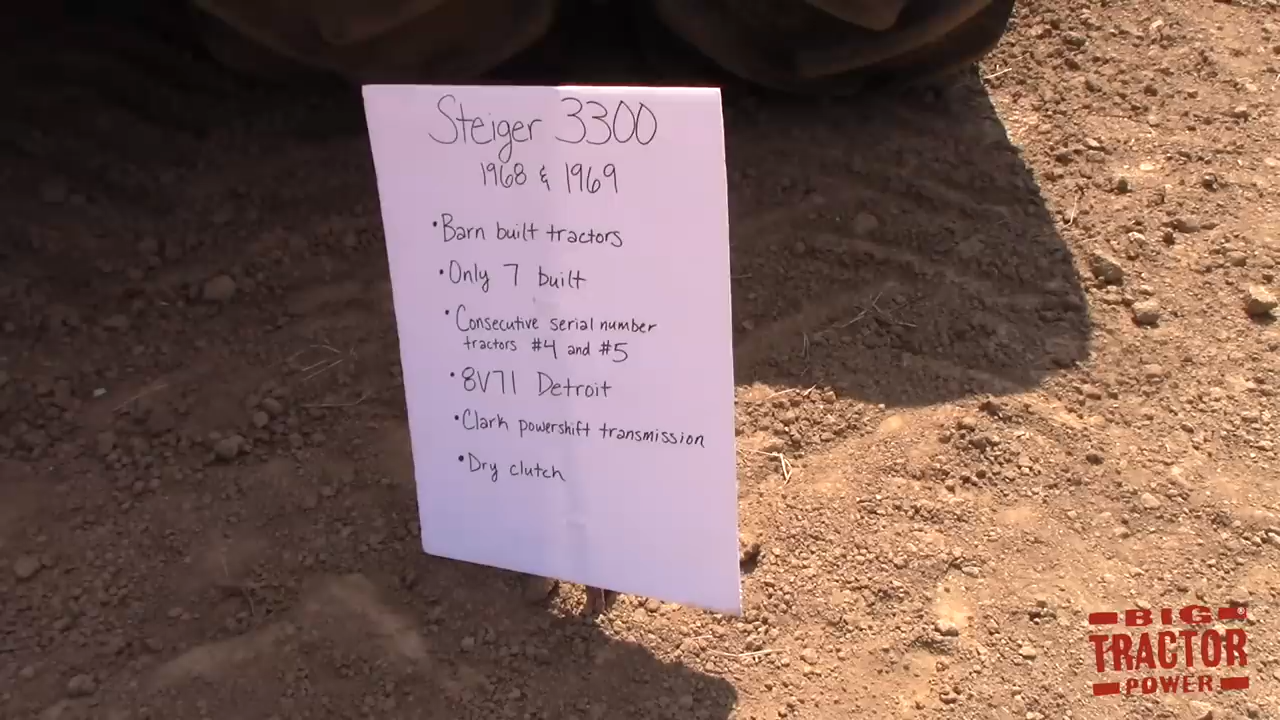 Steiger 3300
1968 & 1969
• Barn built tractors
• Only 7 built
• Consecutive serial number
tractors #4 and #5
• 8V71 Detroit
• Clark powershift transmission
• Dry clutch
BIG®
TRACTOR
POWER